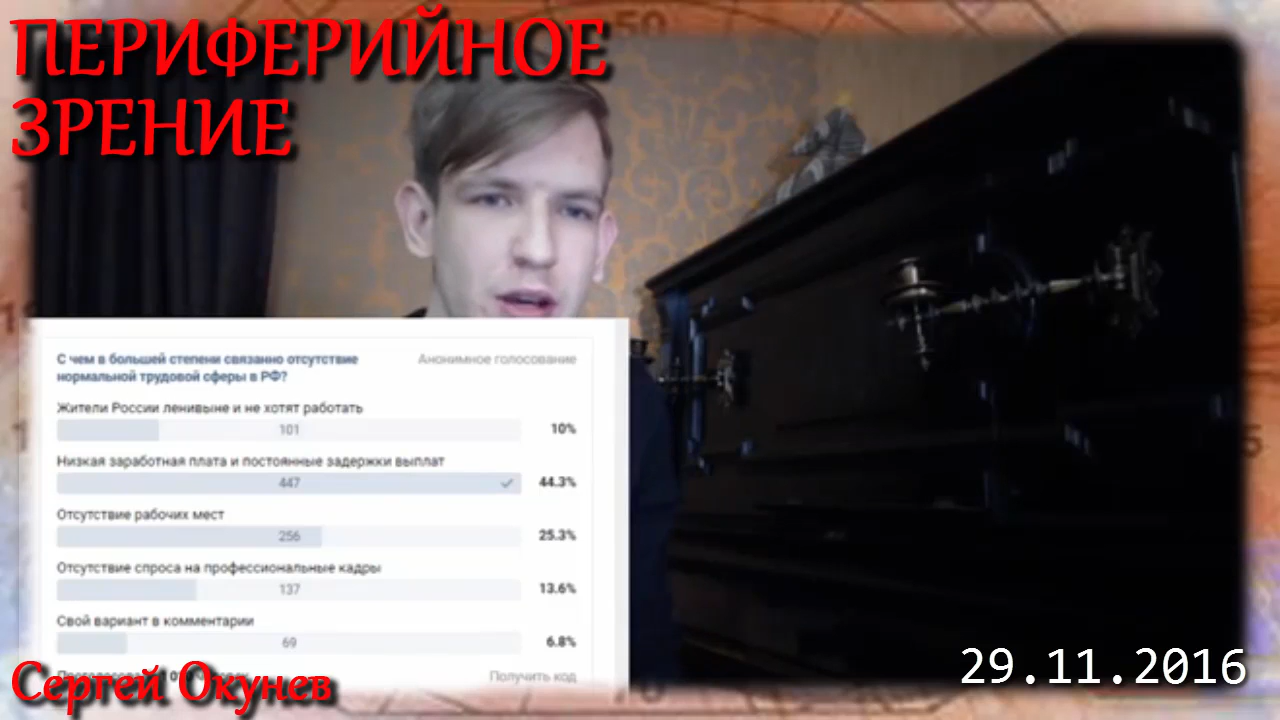 ПЕРИФЕРИЙНОЕ
ЗРЕНИЕ
С чем в большей степени связанно отсутствие
нормальной трудовой сферы в РФ?
Анонимное голосование
Жители России ленивыне и не хотят работать
101
10%
Низкая заработная плата и постоянные задержки выплат
447
44.3%
Отсутствие рабочих мест
256
25.3%
Отсутствие спроса на профессиональные кадры
137
13.6%
Свой вариант в комментарии
69
6.8%
Получить код
Сергей Окунев
29.11.2016